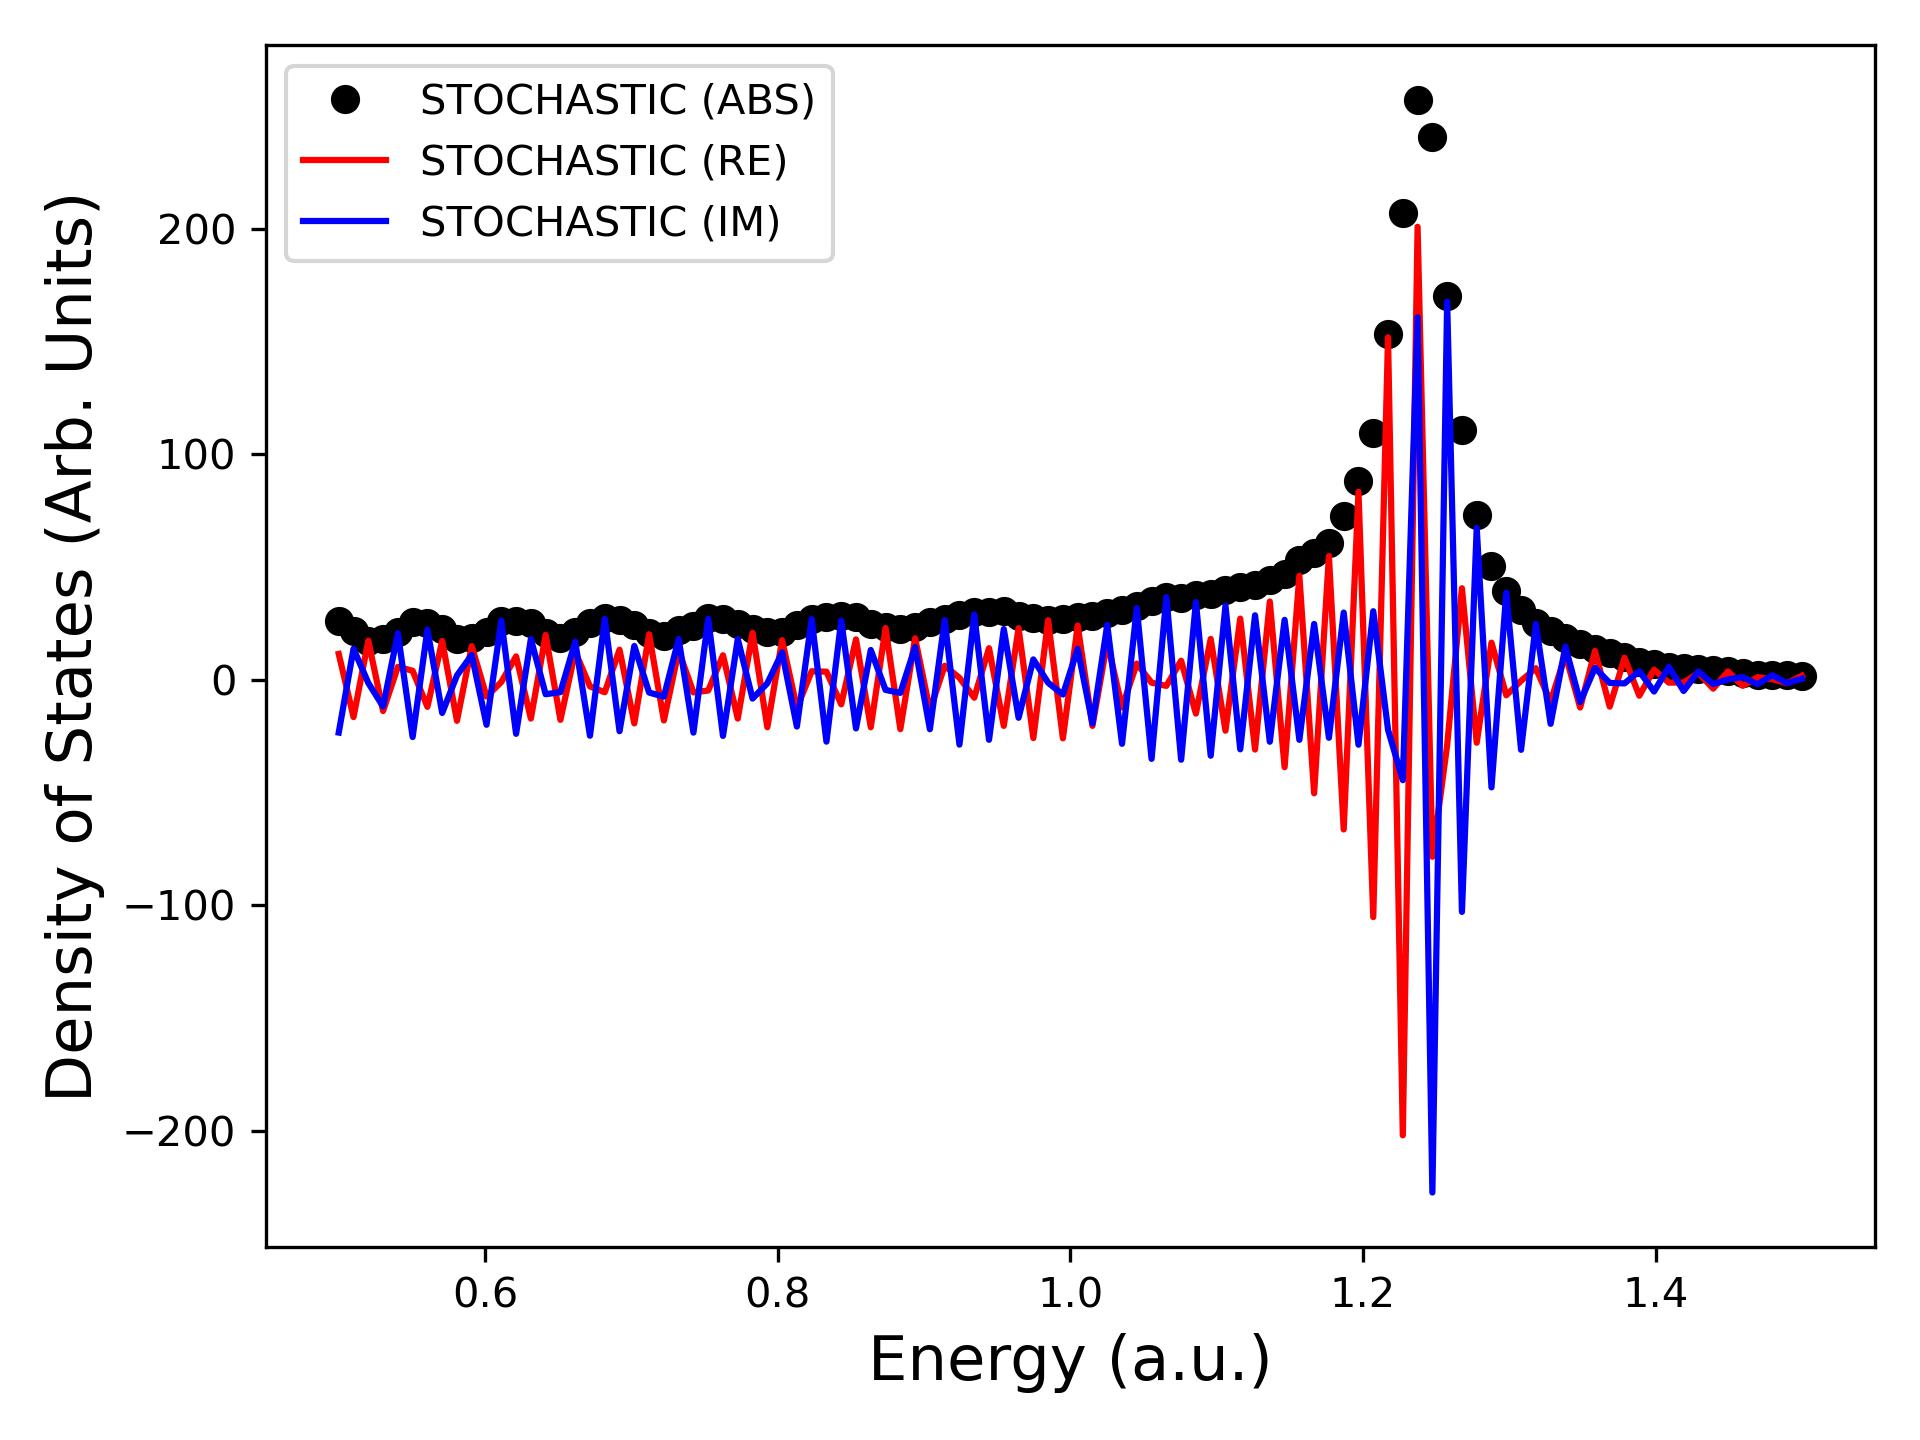 STOCHASTIC (ABS)
STOCHASTIC (RE)
STOCHASTIC (IM)
Density of States (Arb. Units)
200
100
0
−100
−200
0.6
0.8
1.0
1.2
1.4
Energy (a.u.)